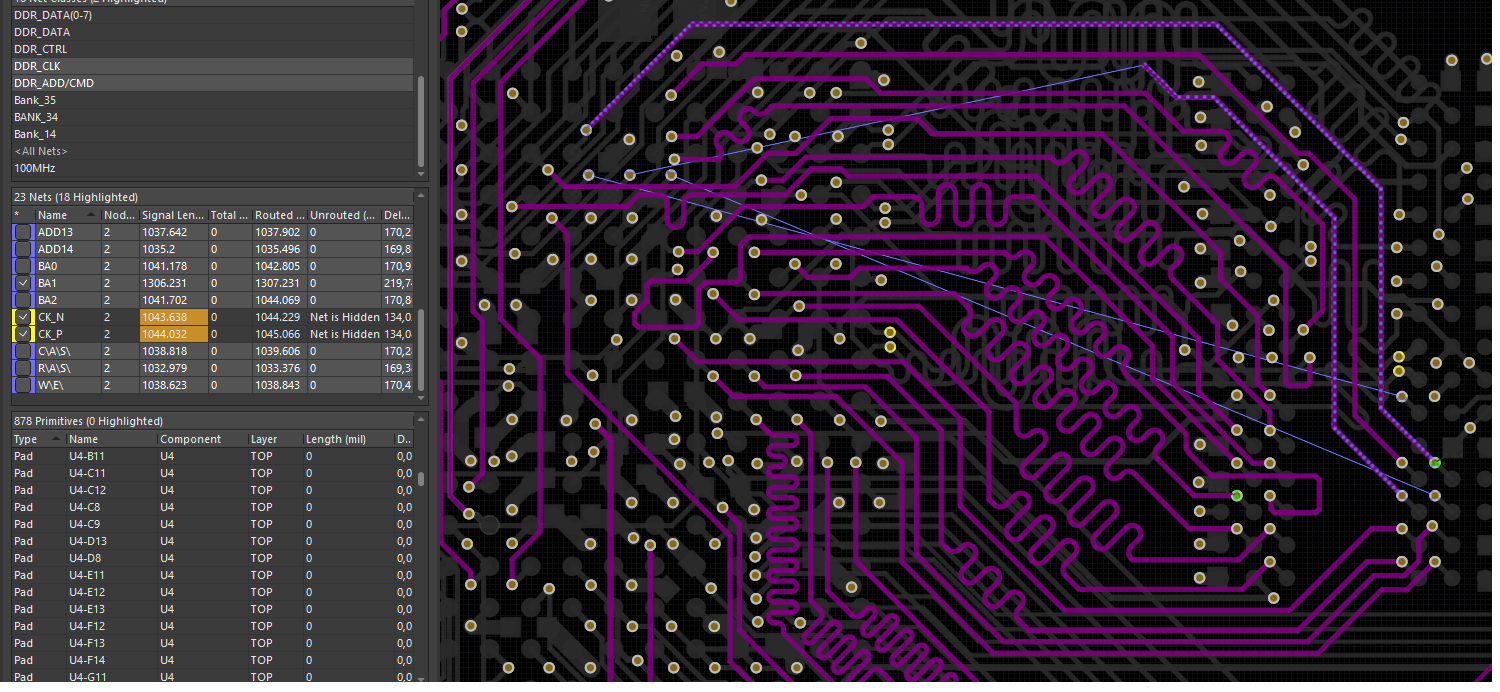 DDR_DATA(0-7)
DDR_DATA
DDR_CTRL
DDR_CLK
DDR_ADD/CMD
Bank_35
BANK_34
Bank_14
<All Nets>
100MHz
23 Nets (18 Highlighted)
* Name Nod... Signal Len... Total ... Routed ... Unrouted (... Del...
ADD13 2 1037.642 0 1037.902 0 170,2
ADD14 2 1035.2 0 1035.496 0 169,8
BA0 2 1041.178 0 1042.805 0 170,9
BA1 2 1306.231 0 1307.231 0 219,7
BA2 2 1041.702 0 1044.069 0 170,8
CK_N 2 1043.638 0 1044.229 Net is Hidden 134,0
CK_P 2 1044.032 0 1045.066 Net is Hidden 134,0
C\A\S\ 2 1038.818 0 1039.606 0 170,2
R\A\S\ 2 1032.979 0 1033.376 0 169,3
W\E\ 2 1038.623 0 1038.843 0 170,4
878 Primitives (0 Highlighted)
Type Name Component Layer Length (mil) D..
Pad U4-B11 U4 TOP 0 0,0
Pad U4-C11 U4 TOP 0 0,0
Pad U4-C12 U4 TOP 0 0,0
Pad U4-C8 U4 TOP 0 0,0
Pad U4-C9 U4 TOP 0 0,0
Pad U4-D13 U4 TOP 0 0,0
Pad U4-D8 U4 TOP 0 0,0
Pad U4-E11 U4 TOP 0 0,0
Pad U4-E12 U4 TOP 0 0,0
Pad U4-E13 U4 TOP 0 0,0
Pad U4-F12 U4 TOP 0 0,0
Pad U4-F13 U4 TOP 0 0,0
Pad U4-F14 U4 TOP 0 0,0
Pad U4-G11 U4 TOP 0 0,0